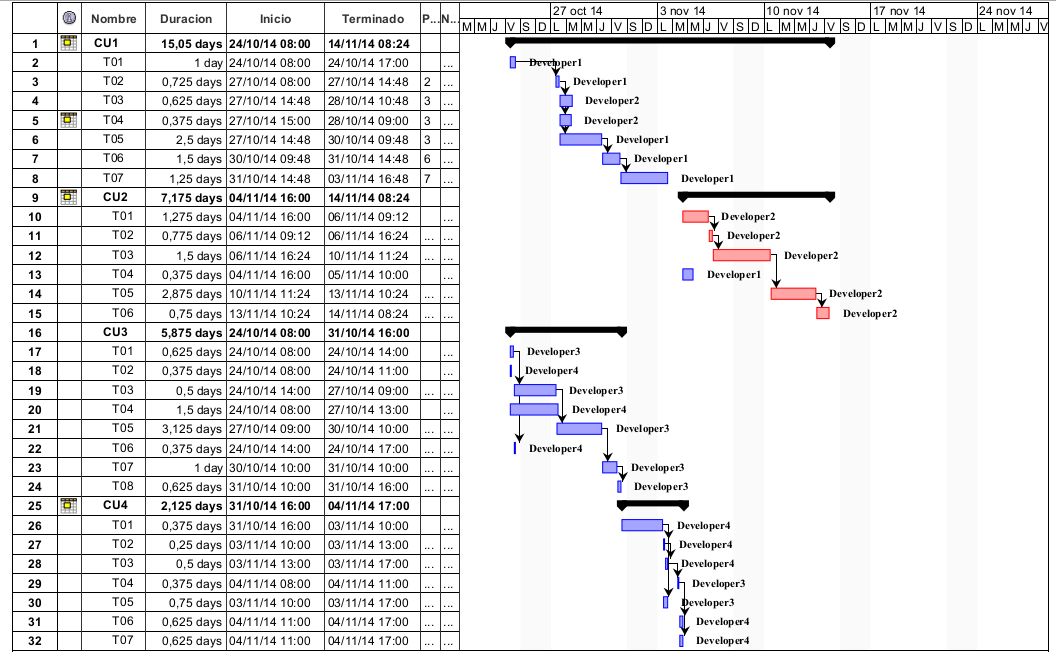 Nombre Duracion Inicio Terminado P... N... 27 oct 14 3 nov 14 10 nov 14 17 nov 14 24 nov 14
M M J V S D L M M J V S D L M M J V S D L M M J V S D L M M J V S D L M M J V
1 CU1 15,05 days 24/10/14 08:00 14/11/14 08:24
2 T01 1 day 24/10/14 08:00 24/10/14 17:00 ... Developer1
3 T02 0,725 days 27/10/14 08:00 27/10/14 14:48 2 ... Developer1
4 T03 0,625 days 27/10/14 14:48 28/10/14 10:48 3 ... Developer2
5 T04 0,375 days 27/10/14 15:00 28/10/14 09:00 3 ... Developer2
6 T05 2,5 days 27/10/14 14:48 30/10/14 09:48 3 ... Developer1
7 T06 1,5 days 30/10/14 09:48 31/10/14 14:48 6 ... Developer1
8 T07 1,25 days 31/10/14 14:48 03/11/14 16:48 7 ... Developer1
9 CU2 7,175 days 04/11/14 16:00 14/11/14 08:24
10 T01 1,275 days 04/11/14 16:00 06/11/14 09:12 ... Developer2
11 T02 0,775 days 06/11/14 09:12 06/11/14 16:24 ... ... Developer2
12 T03 1,5 days 06/11/14 16:24 10/11/14 11:24 ... ... Developer2
13 T04 0,375 days 04/11/14 16:00 05/11/14 10:00 ... Developer1
14 T05 2,875 days 10/11/14 11:24 13/11/14 10:24 ... ... Developer2
15 T06 0,75 days 13/11/14 10:24 14/11/14 08:24 ... ... Developer2
16 CU3 5,875 days 24/10/14 08:00 31/10/14 16:00
17 T01 0,625 days 24/10/14 08:00 24/10/14 14:00 ... Developer3
18 T02 0,375 days 24/10/14 08:00 24/10/14 11:00 ... Developer4
19 T03 0,5 days 24/10/14 14:00 27/10/14 09:00 ... ... Developer3
20 T04 1,5 days 24/10/14 08:00 27/10/14 13:00 ... ... Developer4
21 T05 3,125 days 27/10/14 09:00 30/10/14 10:00 ... ... Developer3
22 T06 0,375 days 24/10/14 14:00 24/10/14 17:00 ... ... Developer4
23 T07 1 day 30/10/14 10:00 31/10/14 10:00 ... ... Developer3
24 T08 0,625 days 31/10/14 10:00 31/10/14 16:00 ... ... Developer3
25 CU4 2,125 days 31/10/14 16:00 04/11/14 17:00
26 T01 0,375 days 31/10/14 16:00 03/11/14 10:00 ... Developer4
27 T02 0,25 days 03/11/14 10:00 03/11/14 13:00 ... ... Developer4
28 T03 0,5 days 03/11/14 13:00 03/11/14 17:00 ... ... Developer4
29 T04 0,375 days 04/11/14 08:00 04/11/14 11:00 ... ... Developer3
30 T05 0,75 days 03/11/14 10:00 03/11/14 17:00 ... ... Developer3
31 T06 0,625 days 04/11/14 11:00 04/11/14 17:00 ... ... Developer4
32 T07 0,625 days 04/11/14 11:00 04/11/14 17:00 ... ... Developer4